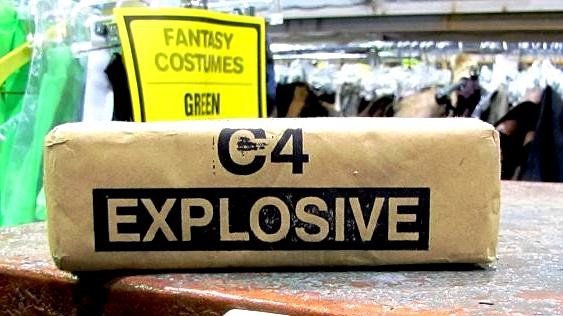 FANTASY
COSTUMES
GREEN
C4
EXPLOSIVE